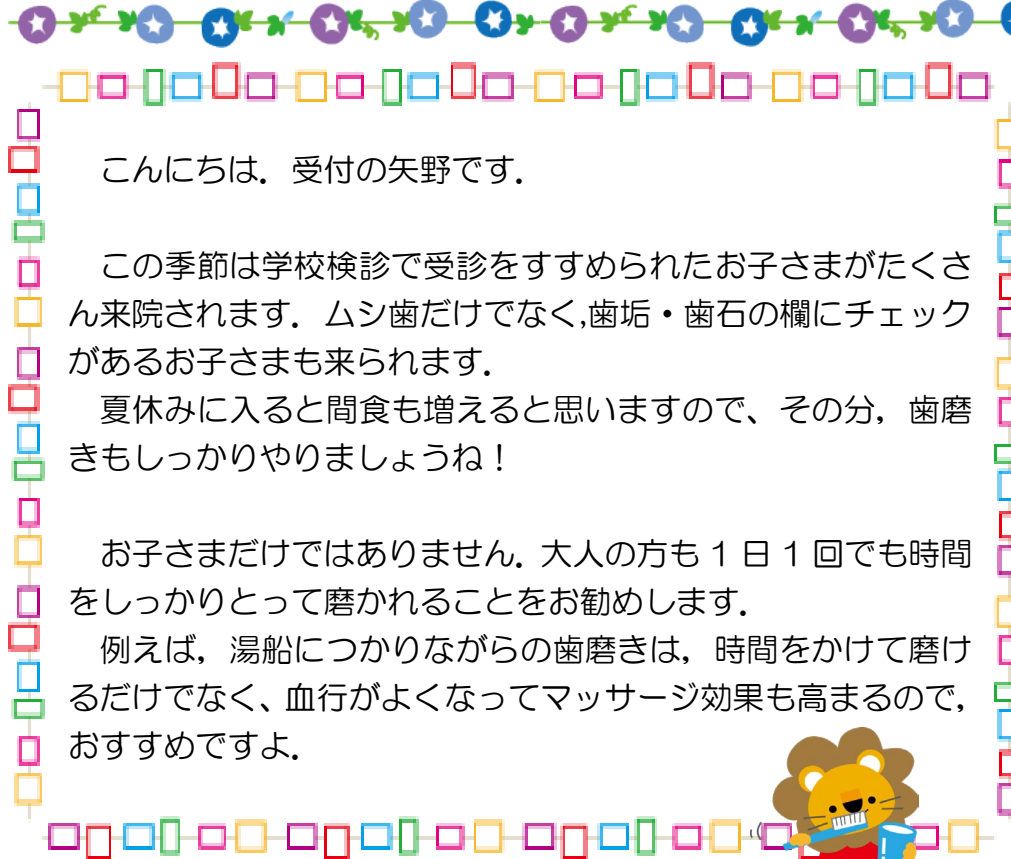 こんにちは．受付の矢野です．
この季節は学校検診で受診をすすめられたお子さまがたくさ
ん来院されます．ムシ歯だけでなく,歯垢・歯石の欄にチェック
があるお子さまも来られます．
夏休みに入ると間食も増えると思いますので、その分，歯磨
きもしっかりやりましょうね！
お子さまだけではありません．大人の方も 1 日 1 回でも時間
をしっかりとって磨かれることをお勧めします．
例えば，湯船につかりながらの歯磨きは，時間をかけて磨け
るだけでなく、血行がよくなってマッサージ効果も高まるので，
おすすめですよ．